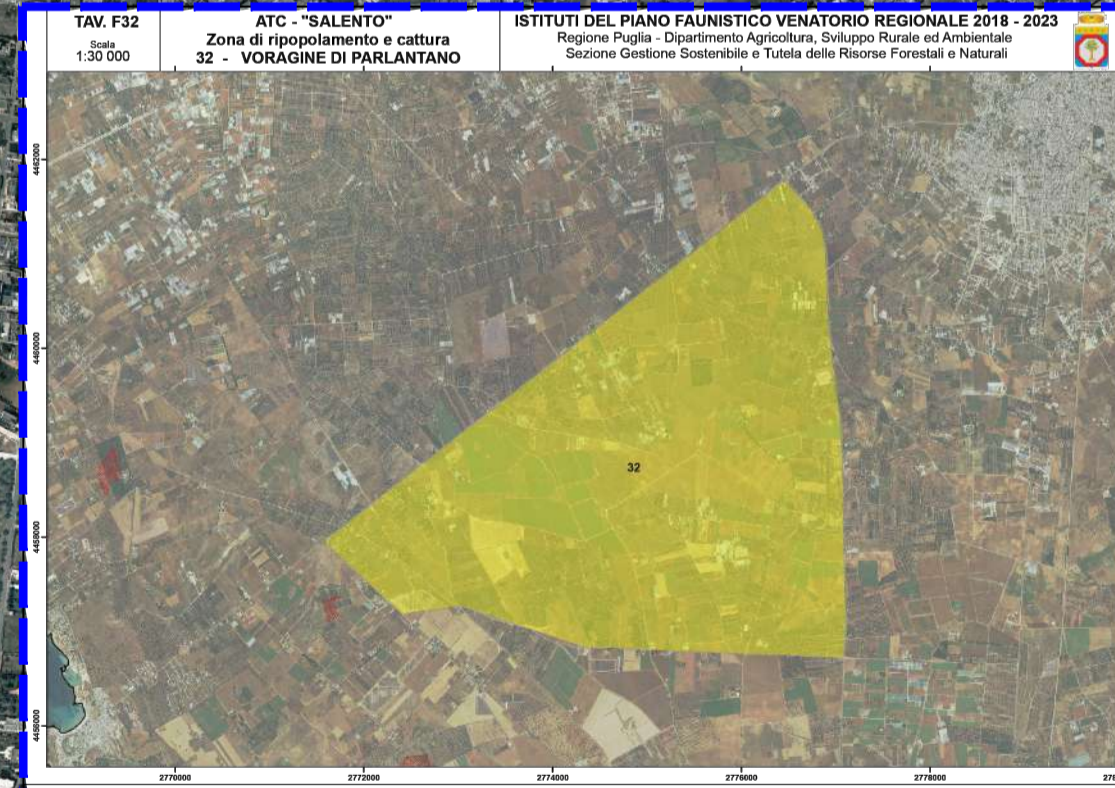 TAV. F32
Scala
1:30 000
ATC - "SALENTO"
Zona di ripopolamento e cattura
32 - VORAGINE DI PARLANTANO
ISTITUTI DEL PIANO FAUNISTICO VENATORIO REGIONALE 2018 - 2023
Regione Puglia - Dipartimento Agricoltura, Sviluppo Rurale ed Ambientale
Sezione Gestione Sostenibile e Tutela delle Risorse Forestali e Naturali
4462000
4460000
32
4458000
4456000
2770000
2772000
2774000
2776000
2778000